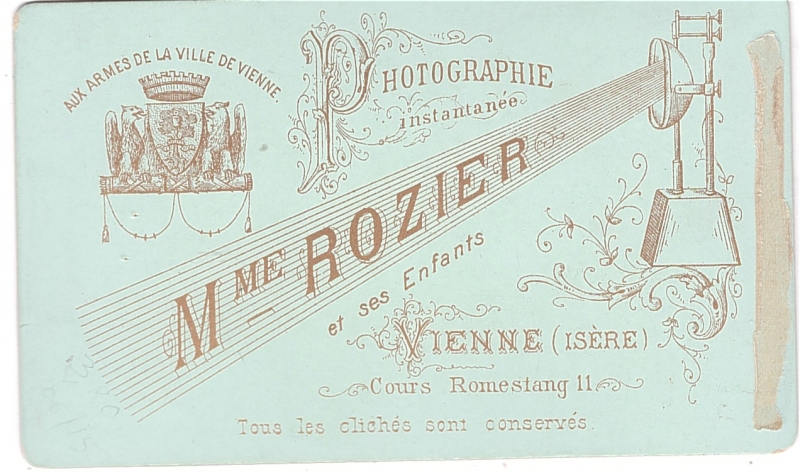 AUX ARMES DE LA VILLE DE VIENNE.
PHOTOGRAPHIE
instantanée
MME ROZIER
et ses Enfants
VIENNE (ISÈRE)
Cours Romestang 11
Tous les clichés sont conservés.